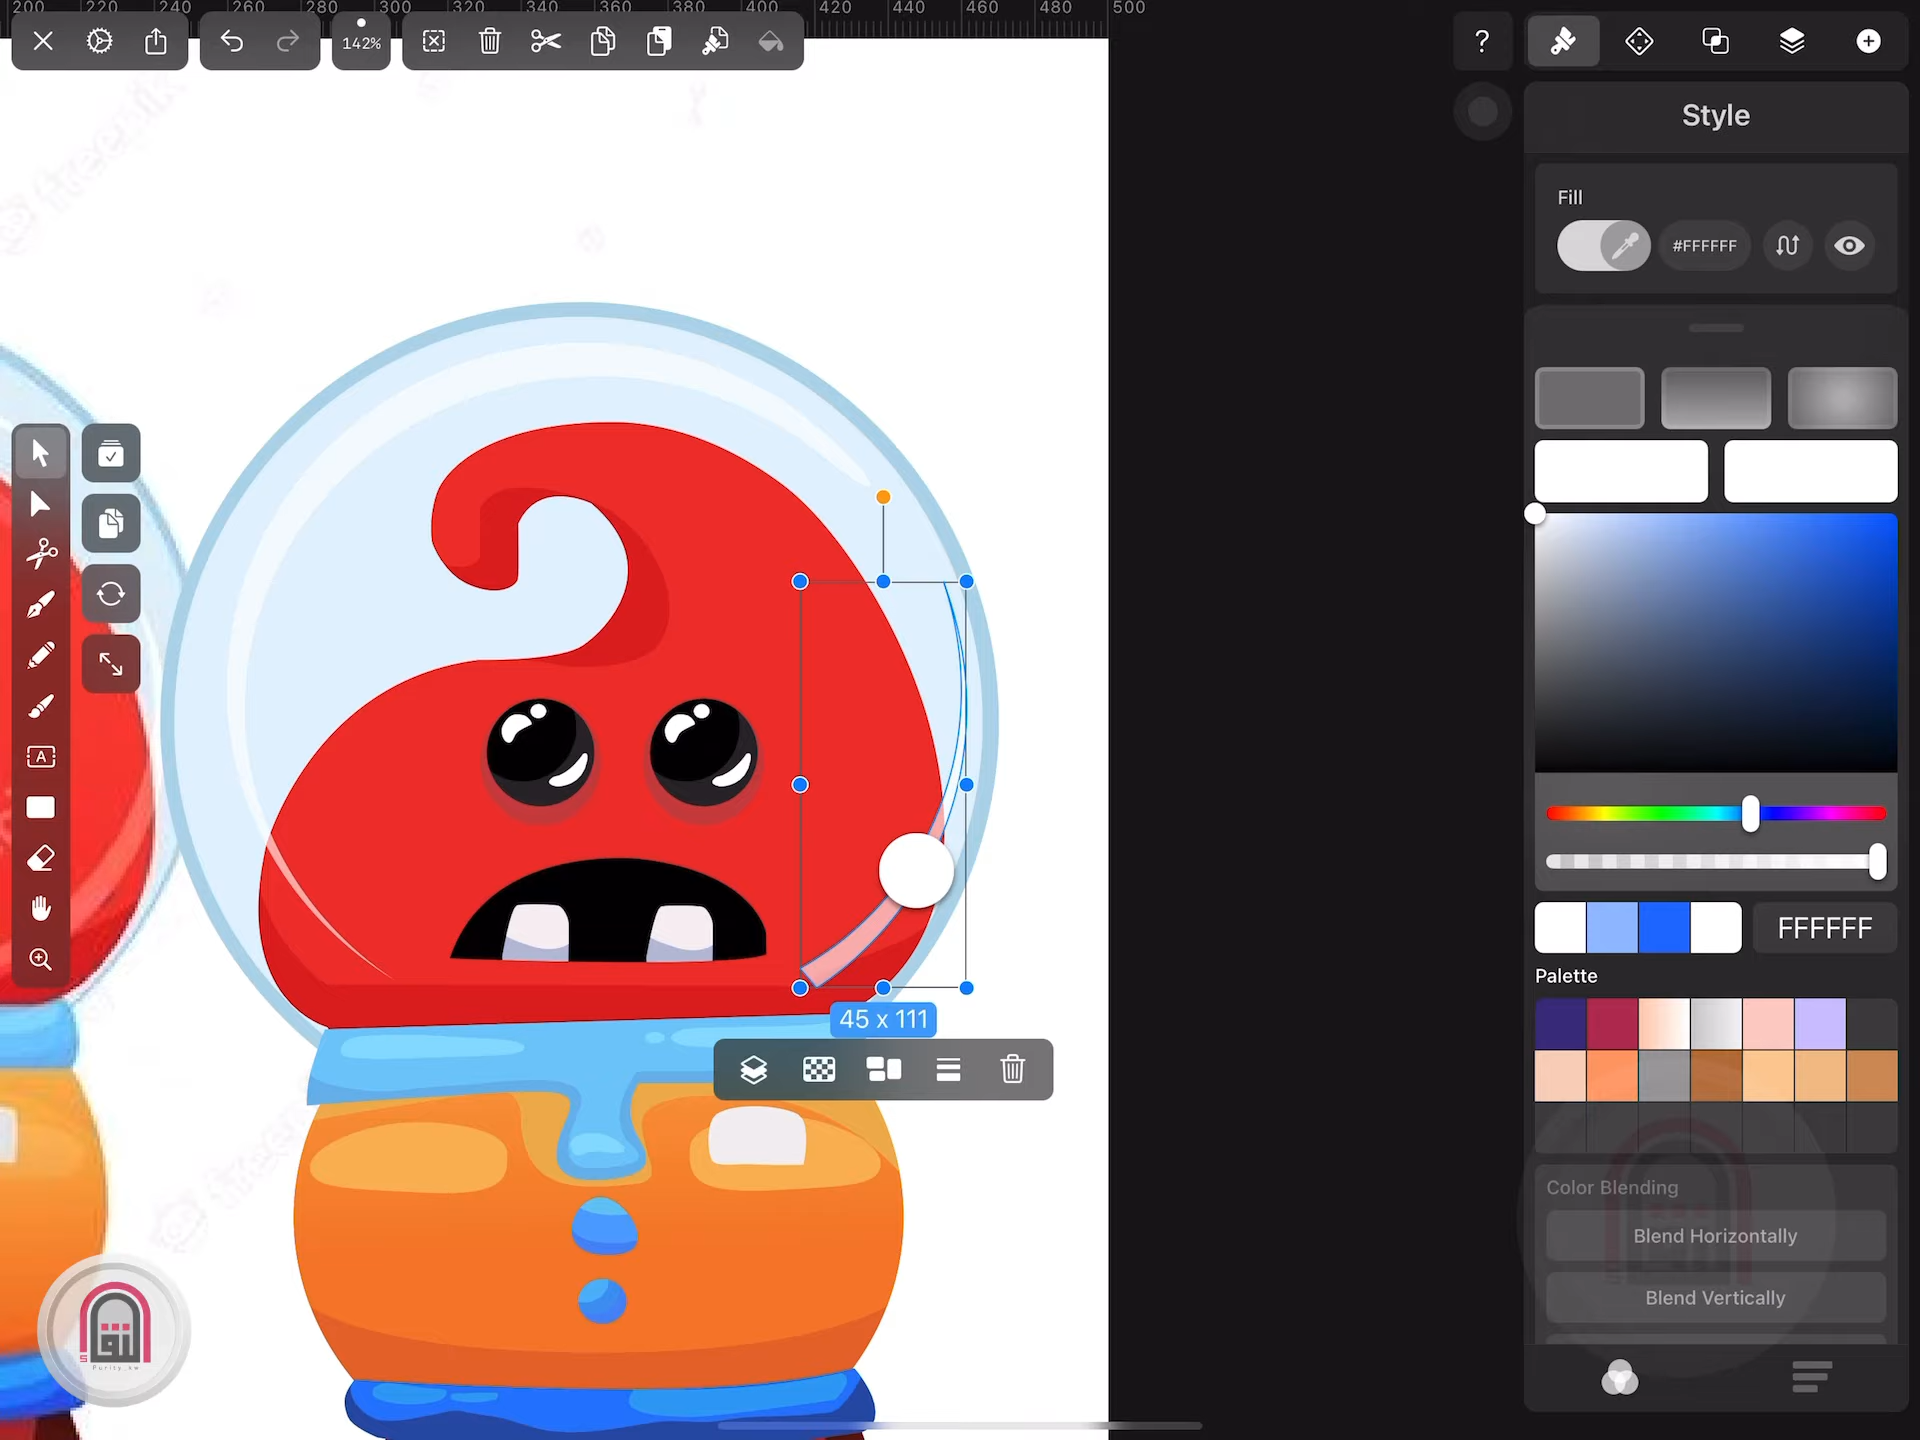 200 220 240 260 280 300 320 340 360 380 400 420 440 460 480 500
142%
?
Style
Fill
#FFFFFF
A
FFFFFF
Palette
45 x 111
Color Blending
Blend Horizontally
Blend Vertically
Purity_kw